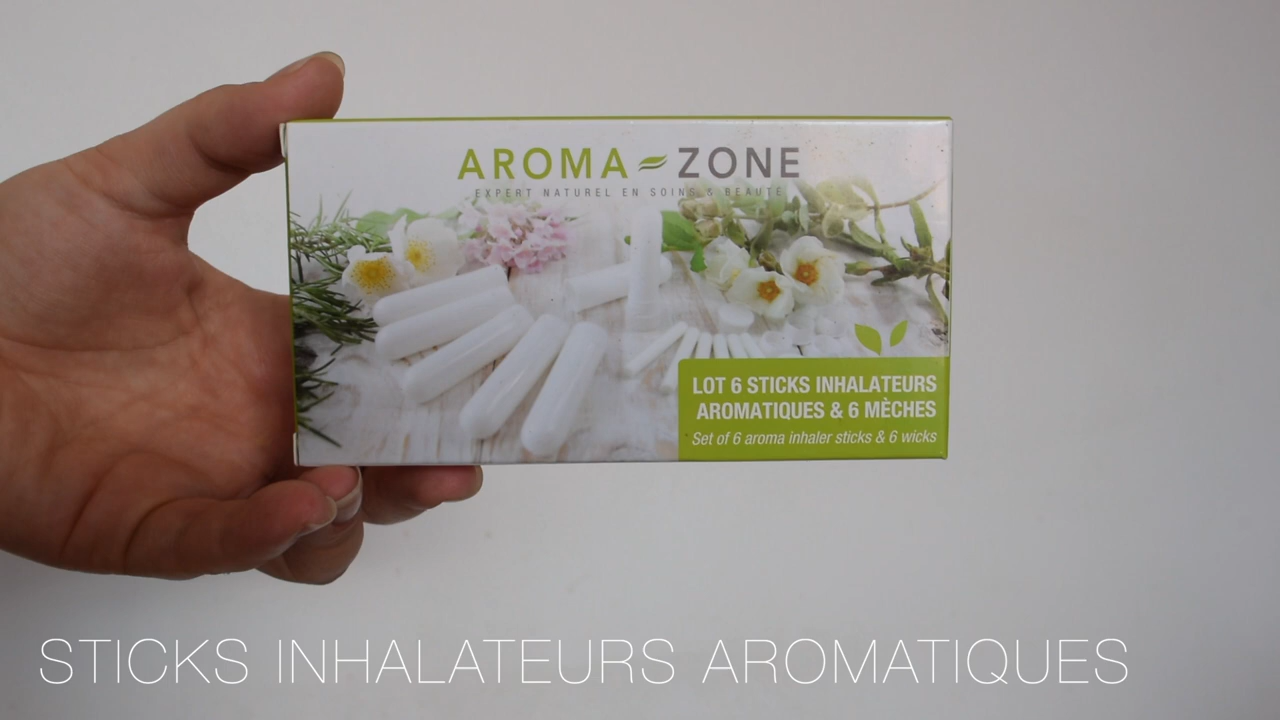 AROMA ZONE
EXPERT NATUREL EN SOINS & BEAUTÉ
LOT 6 STICKS INHALATEURS
AROMATIQUES & 6 MÈCHES
Set of 6 aroma inhaler sticks & 6 wicks
STICKS INHALATEURS AROMATIQUES